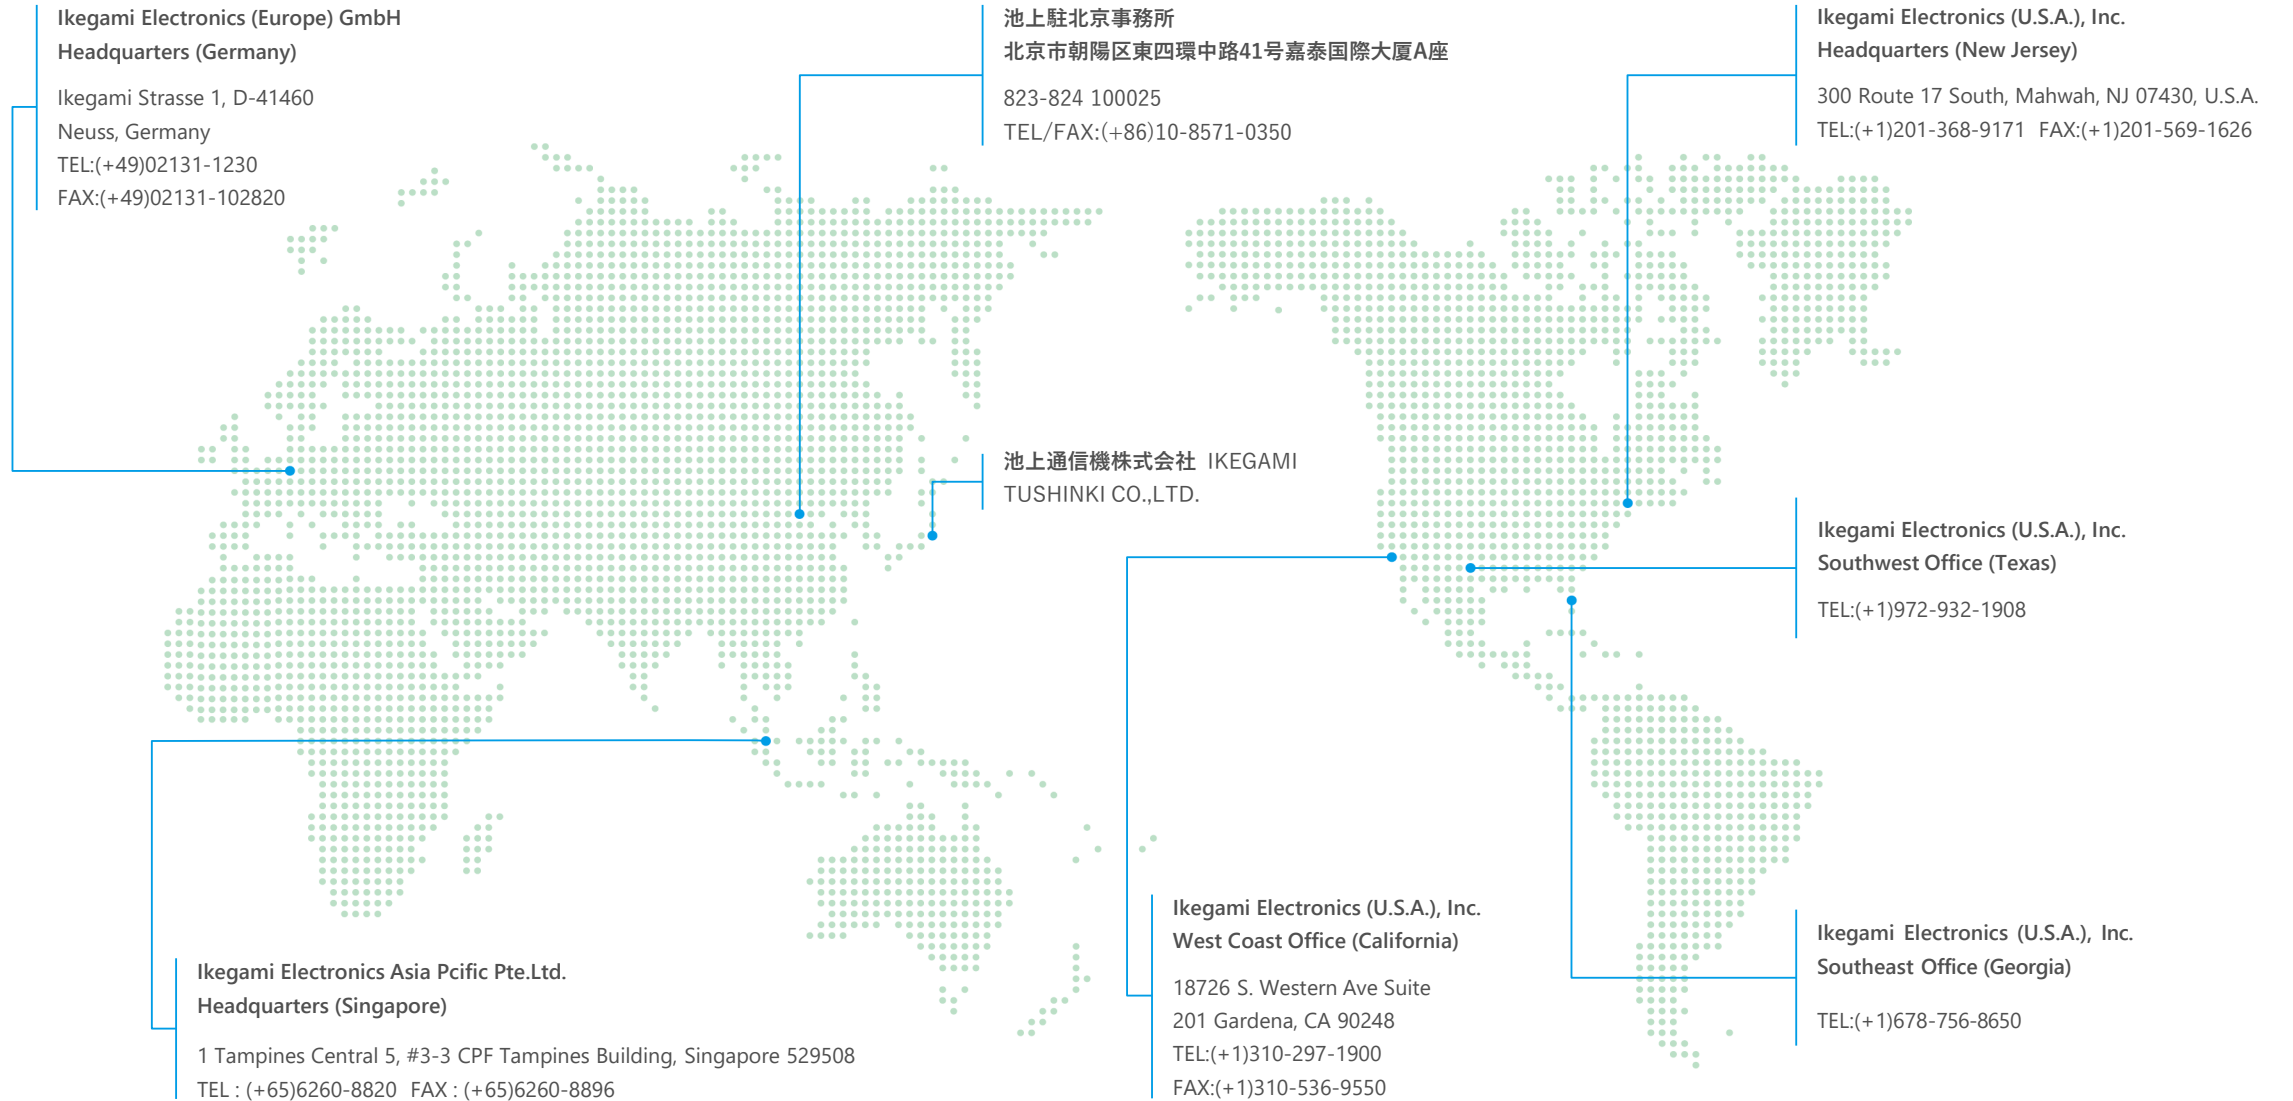 Ikegami Electronics (Europe) GmbH
Headquarters (Germany)
Ikegami Strasse 1, D-41460
Neuss, Germany
TEL:(+49)02131-1230
FAX:(+49)02131-102820
池上駐北京事務所
北京市朝陽区東四環中路41号嘉泰国際大厦A座
823-824 100025
TEL/FAX:(+86)10-8571-0350
Ikegami Electronics (U.S.A.), Inc.
Headquarters (New Jersey)
300 Route 17 South, Mahwah, NJ 07430, U.S.A.
TEL:(+1)201-368-9171 FAX:(+1)201-569-1626
池上通信機株式会社 IKEGAMI
TUSHINKI CO.,LTD.
Ikegami Electronics (U.S.A.), Inc.
Southwest Office (Texas)
TEL:(+1)972-932-1908
Ikegami Electronics Asia Pcific Pte.Ltd.
Headquarters (Singapore)
1 Tampines Central 5, #3-3 CPF Tampines Building, Singapore 529508
TEL : (+65)6260-8820 FAX : (+65)6260-8896
Ikegami Electronics (U.S.A.), Inc.
West Coast Office (California)
18726 S. Western Ave Suite
201 Gardena, CA 90248
TEL:(+1)310-297-1900
FAX:(+1)310-536-9550
Ikegami Electronics (U.S.A.), Inc.
Southeast Office (Georgia)
TEL:(+1)678-756-8650